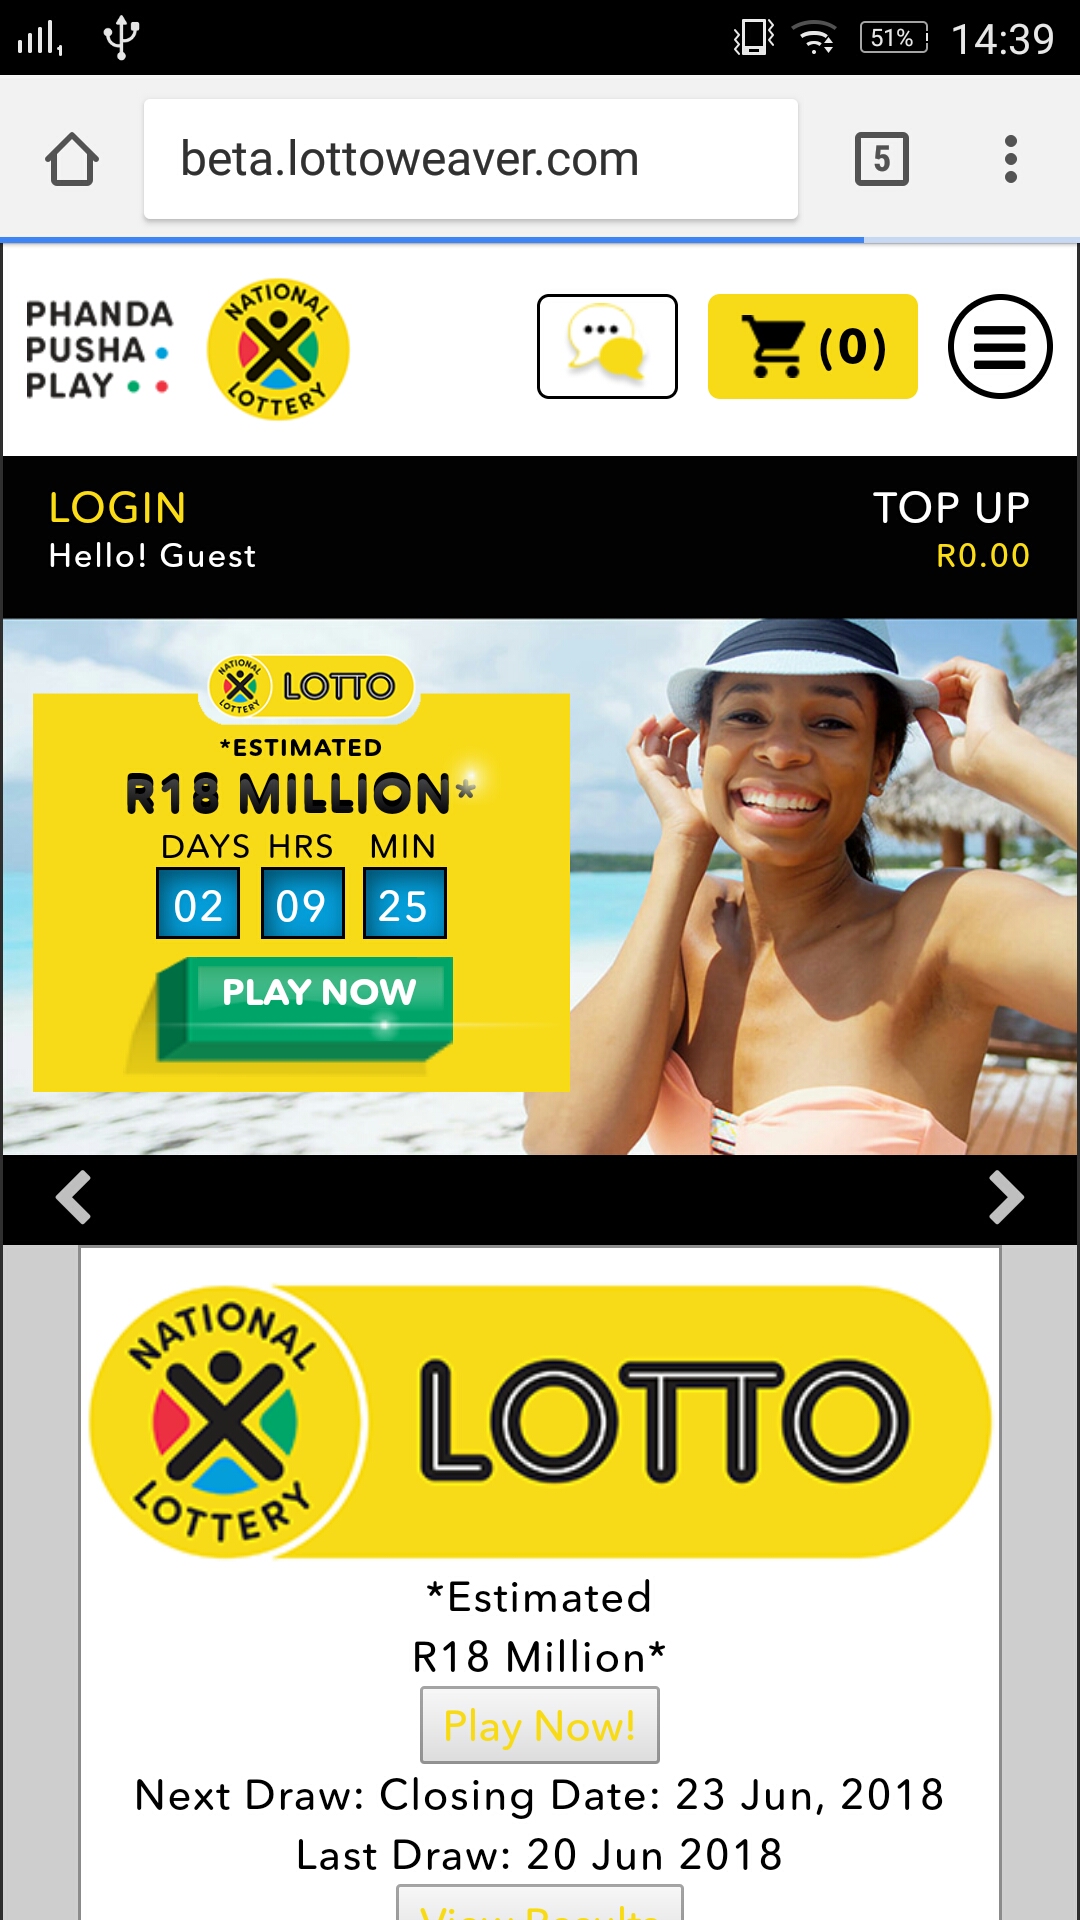 51% 14:39
beta.lottoweaver.com
5
PHANDA
PUSHA
PLAY
NATIONAL
LOTTERY
(0)
LOGIN
TOP UP
Hello! Guest
R0.00
NATIONAL
LOTTERY
LOTTO
*ESTIMATED
R18 MILLION*
DAYS HRS MIN
02 09 25
PLAY NOW
NATIONAL
LOTTERY
LOTTO
*Estimated
R18 Million*
Play Now!
Next Draw: Closing Date: 23 Jun, 2018
Last Draw: 20 Jun 2018
View Results